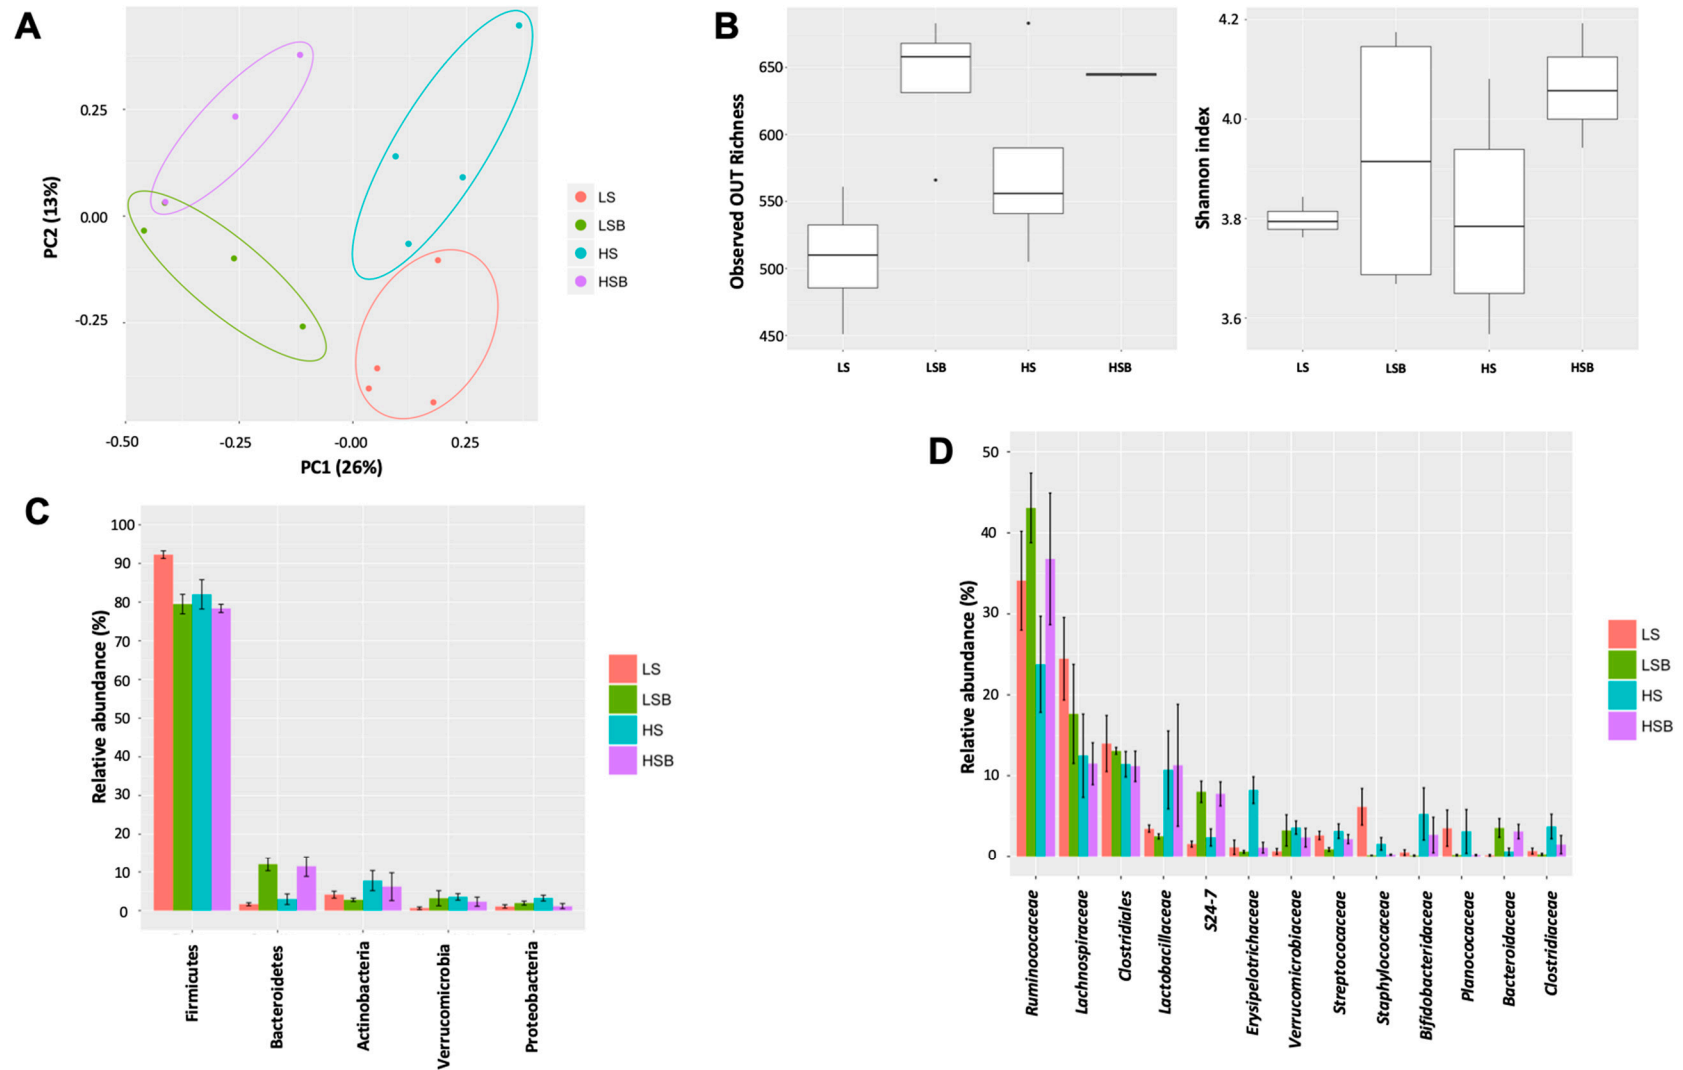 A
0.25
0.00
-0.25
PC2 (13%)
-0.50
-0.25
-0.00
0.25
PC1 (26%)
LS
LSB
HS
HSB
B
650
600
550
500
450
Observed OUT Richness
LS
LSB
HS
HSB
4.2
4.0
3.8
3.6
Shannon index
LS
LSB
HS
HSB
C
100
90
80
70
60
50
40
30
20
10
0
Relative abundance (%)
Firmicutes
Bacteroidetes
Actinobacteria
Verrucomicrobia
Proteobacteria
LS
LSB
HS
HSB
D
50
40
30
20
10
0
Relative abundance (%)
Ruminococcaceae
Lachnospiraceae
Clostridiales
Lactobacillaceae
S24-7
Erysipelotrichaceae
Verrucomicrobiaceae
Streptococcaceae
Staphylococcaceae
Bifidobacteridaceae
Planococcaceae
Bacteroidaceae
Clostridiaceae
LS
LSB
HS
HSB